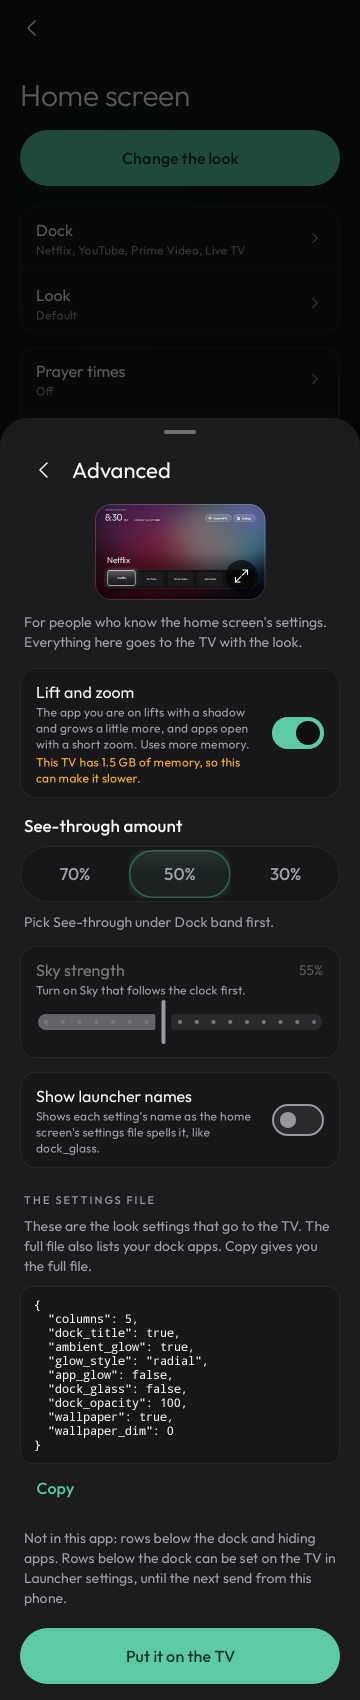 Home screen
Change the look
Dock
Netflix, YouTube, Prime Video, Live TV
Look
Default
Prayer times
Off
Advanced
8:30
Netflix
For people who know the home screen's settings.
Everything here goes to the TV with the look.
Lift and zoom
The app you are on lifts with a shadow
and grows a little more, and apps open
with a short zoom. Uses more memory.
This TV has 1.5 GB of memory, so this
can make it slower.
See-through amount
70%
50%
30%
Pick See-through under Dock band first.
Sky strength
55%
Turn on Sky that follows the clock first.
Show launcher names
Shows each setting's name as the home
screen's settings file spells it, like
dock_glass.
THE SETTINGS FILE
These are the look settings that go to the TV. The
full file also lists your dock apps. Copy gives you
the full file.
{
"columns": 5,
"dock_title": true,
"ambient_glow": true,
"glow_style": "radial",
"app_glow": false,
"dock_glass": false,
"dock_opacity": 100,
"wallpaper": true,
"wallpaper_dim": 0
}
Copy
Not in this app: rows below the dock and hiding
apps. Rows below the dock can be set on the TV in
Launcher settings, until the next send from this
phone.
Put it on the TV